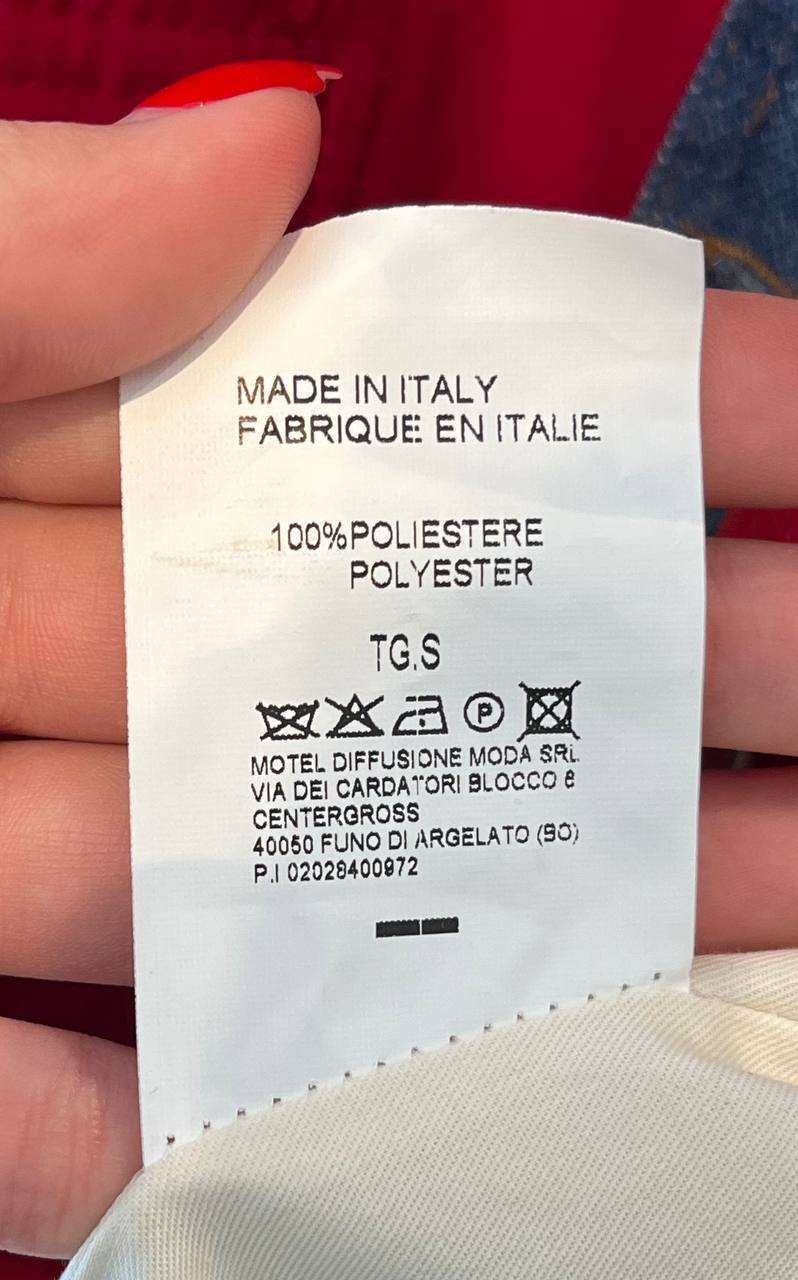 MADE IN ITALY
FABRIQUE EN ITALIE
100%POLIESTERE
POLYESTER
TG.S
P
MOTEL DIFFUSIONE MODA SRL
VIA DEI CARDATORI BLOCCO 8
CENTERGROSS
40050 FUNO DI ARGELATO (BO)
P.I 02028400972